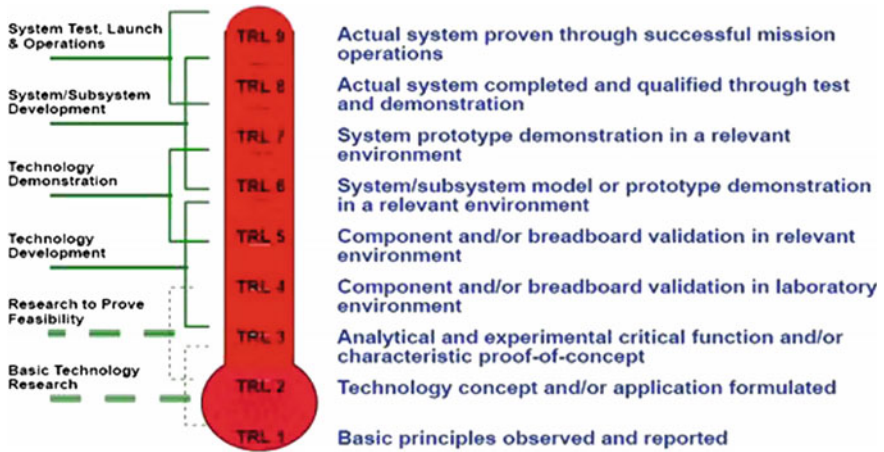 System Test, Launch
& Operations
System/Subsystem
Development
Technology
Demonstration
Technology
Development
Research to Prove
Feasibility
Basic Technology
Research
TRL 9
Actual system proven through successful mission
operations
TRL 8
Actual system completed and qualified through test
and demonstration
TRL 7
System prototype demonstration in a relevant
environment
TRL 6
System/subsystem model or prototype demonstration
in a relevant environment
TRL 5
Component and/or breadboard validation in relevant
environment
TRL 4
Component and/or breadboard validation in laboratory
environment
TRL 3
Analytical and experimental critical function and/or
characteristic proof-of-concept
TRL 2
Technology concept and/or application formulated
TRL 1
Basic principles observed and reported